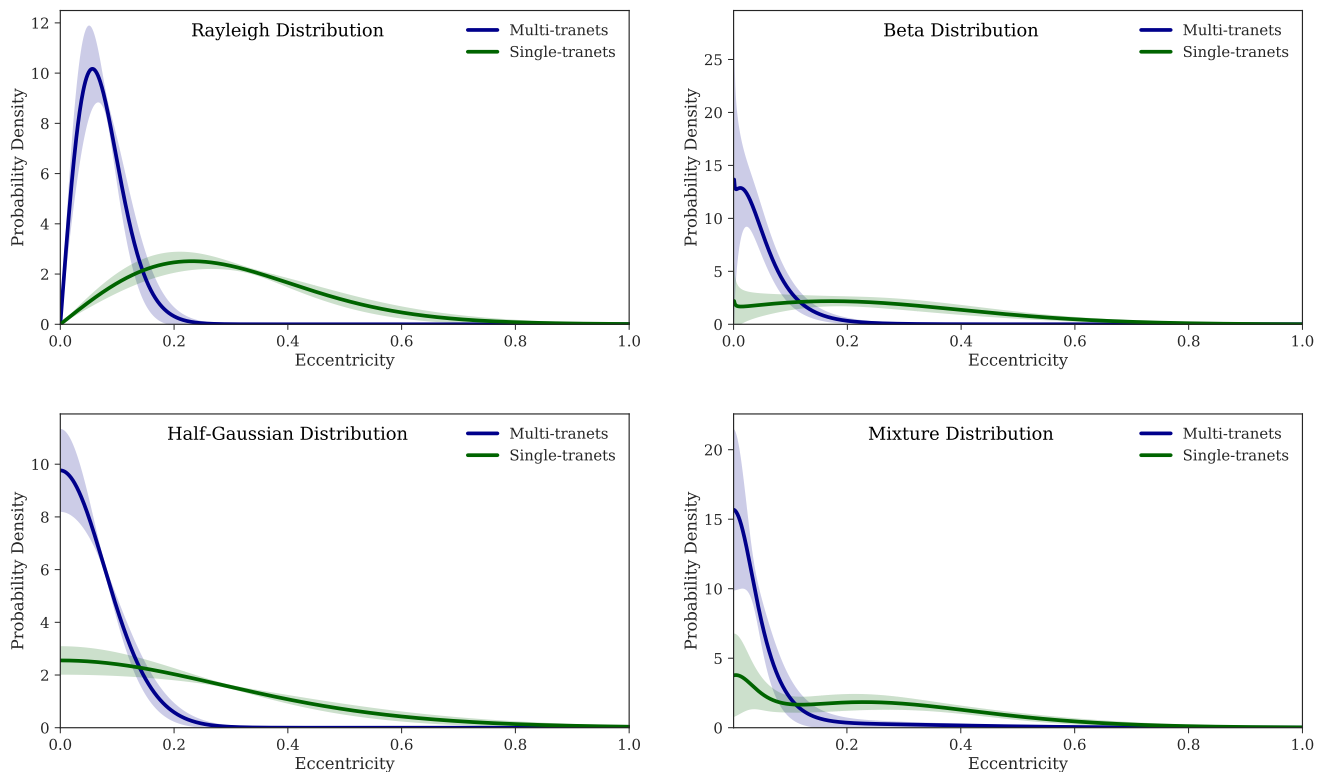 Rayleigh Distribution
Multi-tranets
Single-tranets
Probability Density
12
10
8
6
4
2
0
0.0 0.2 0.4 0.6 0.8 1.0
Eccentricity
Beta Distribution
Multi-tranets
Single-tranets
Probability Density
25
20
15
10
5
0
0.0 0.2 0.4 0.6 0.8 1.0
Eccentricity
Half-Gaussian Distribution
Multi-tranets
Single-tranets
Probability Density
10
8
6
4
2
0
0.0 0.2 0.4 0.6 0.8 1.0
Eccentricity
Mixture Distribution
Multi-tranets
Single-tranets
Probability Density
20
15
10
5
0
0.2 0.4 0.6 0.8 1.0
Eccentricity